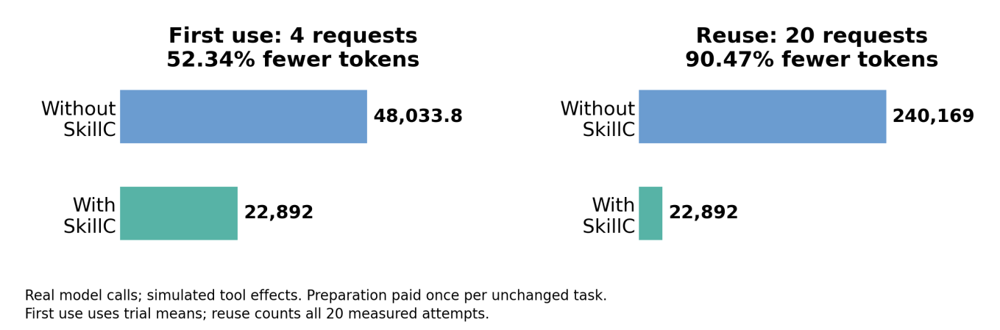 First use: 4 requests
52.34% fewer tokens
Without
SkillC
48,033.8
With
SkillC
22,892
Reuse: 20 requests
90.47% fewer tokens
Without
SkillC
240,169
With
SkillC
22,892
Real model calls; simulated tool effects. Preparation paid once per unchanged task.
First use uses trial means; reuse counts all 20 measured attempts.